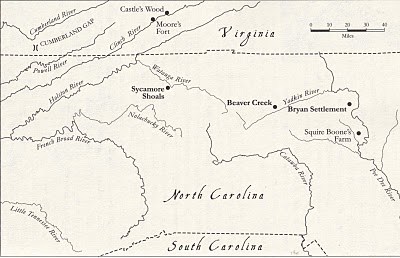 Castle's Wood
Moore's
Fort
Cumberland River
CUMBERLAND GAP
Clinch River
Virginia
0 10 20 30 40
Miles
Powell River
Watauga River
Holston River
Sycamore
Shoals
Beaver Creek
Yadkin River
Bryan Settlement
Nolachucky River
Squire Boone's
Farm
French Broad River
Catawba River
Pee Dee River
North Carolina
Little Tennessee River
South Carolina